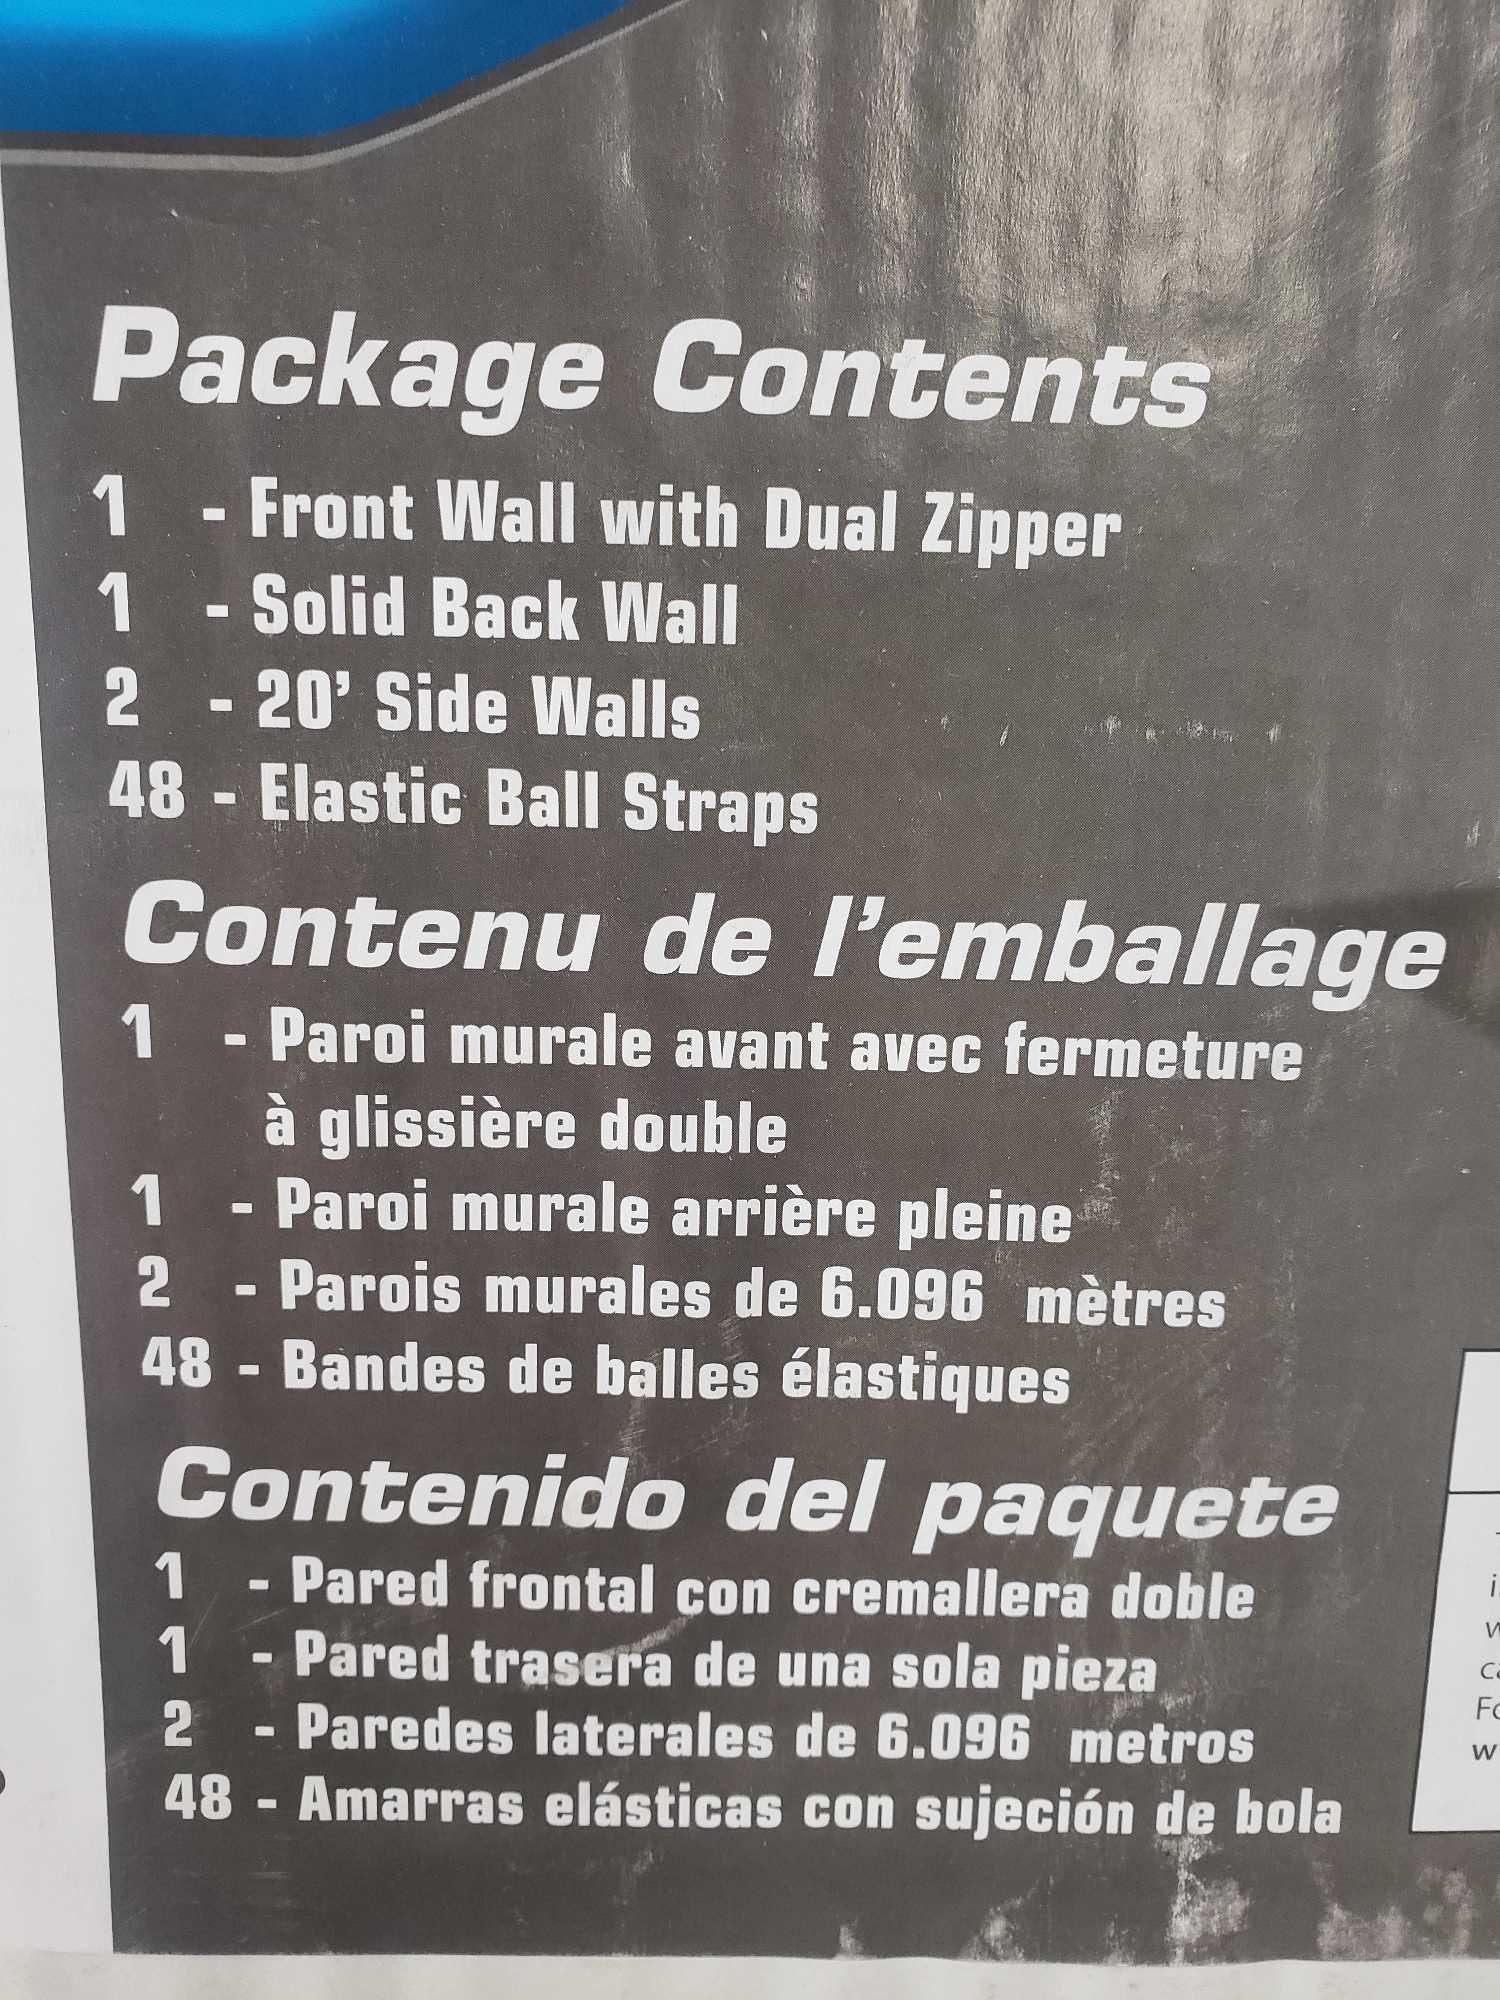 Package Contents
1 - Front Wall with Dual Zipper
1 - Solid Back Wall
2 - 20' Side Walls
48 - Elastic Ball Straps
Contenu de l'emballage
1 - Paroi murale avant avec fermeture
à glissière double
1 - Paroi murale arrière pleine
2 - Parois murales de 6.096 mètres
48 - Bandes de balles élastiques
Contenido del paquete
1 - Pared frontal con cremallera doble
1 - Pared trasera de una sola pieza
2 - Paredes laterales de 6.096 metros
48 - Amarras elásticas con sujeción de bola